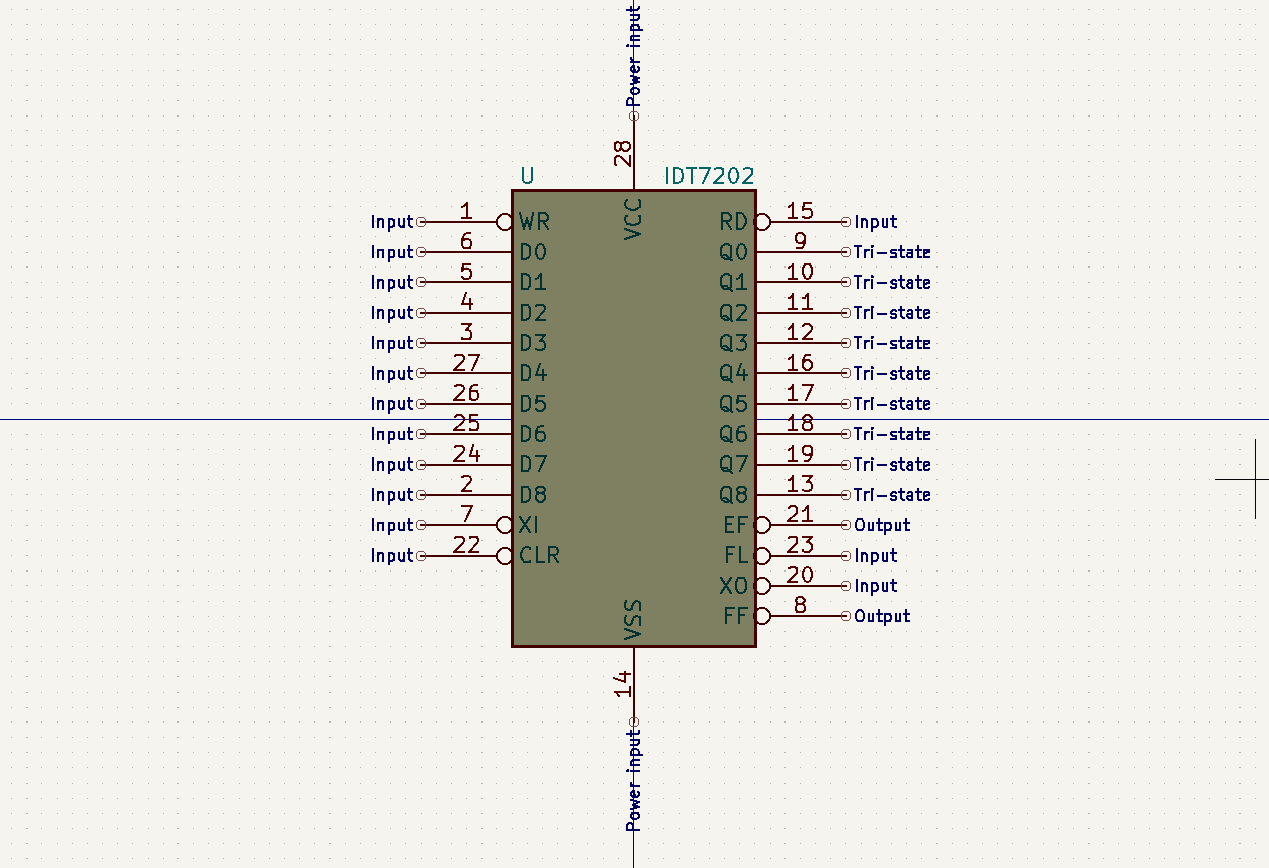 Power input
28
U IDT7202
VCC
Input 1 WR RD 15 Input
Input 6 D0 Q0 9 Tri-state
Input 5 D1 Q1 10 Tri-state
Input 4 D2 Q2 11 Tri-state
Input 3 D3 Q3 12 Tri-state
Input 27 D4 Q4 16 Tri-state
Input 26 D5 Q5 17 Tri-state
Input 25 D6 Q6 18 Tri-state
Input 24 D7 Q7 19 Tri-state
Input 2 D8 Q8 13 Tri-state
Input 7 XI EF 21 Output
Input 22 CLR FL 23 Input
XO 20 Input
FF 8 Output
VSS
14
Power input